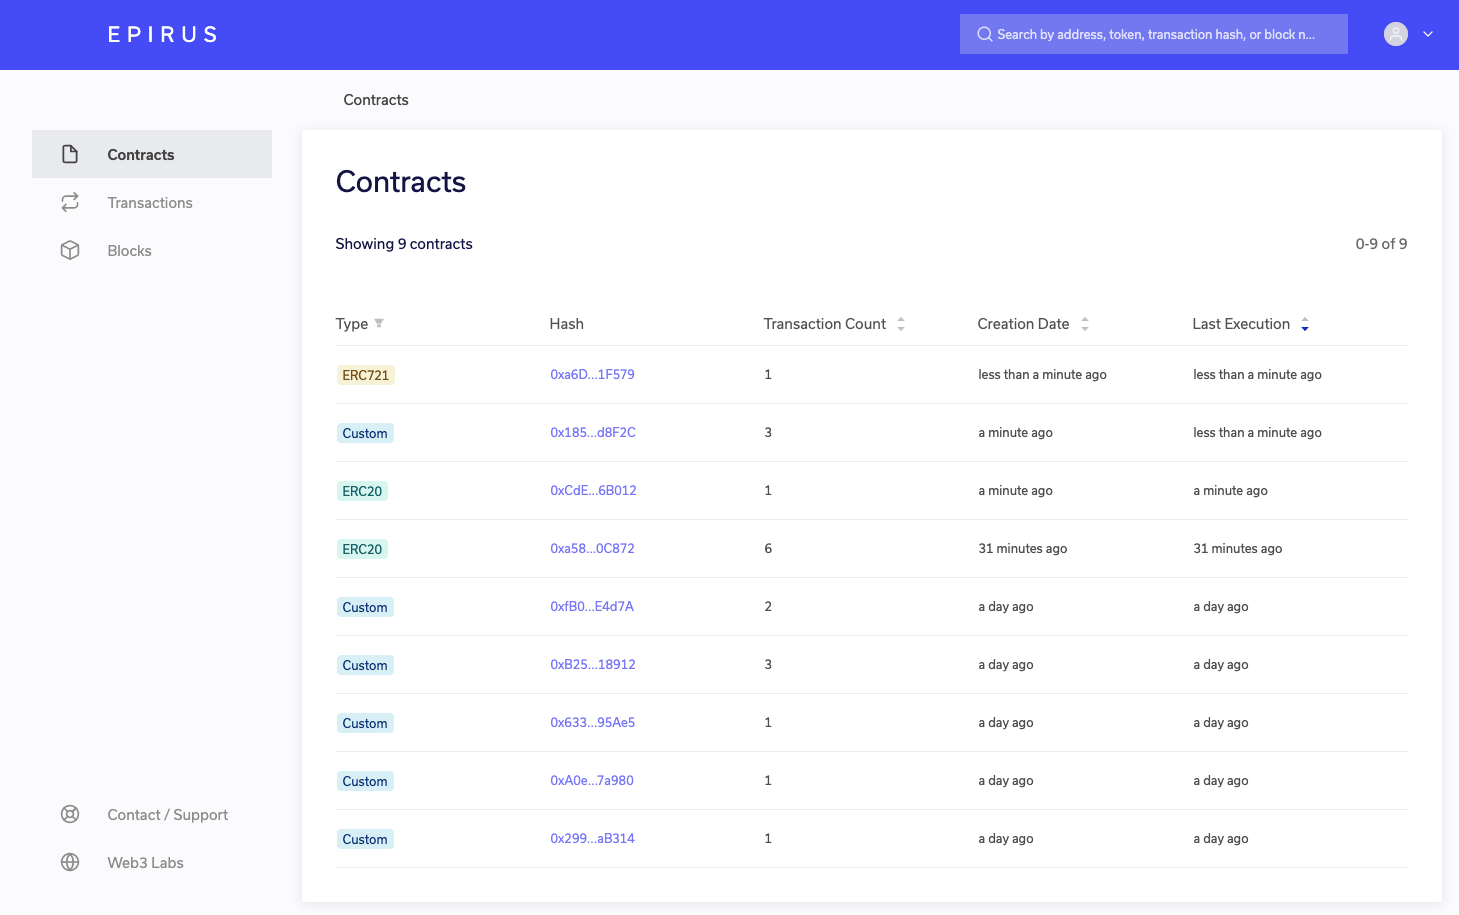 EPIRUS
Search by address, token, transaction hash, or block n...
Contracts
Contracts
Transactions
Blocks
Contact / Support
Web3 Labs
Contracts
Showing 9 contracts 0-9 of 9
Type Hash Transaction Count Creation Date Last Execution
ERC721 0xa6D...1F579 1 less than a minute ago less than a minute ago
Custom 0x185...d8F2C 3 a minute ago less than a minute ago
ERC20 0xCdE...6B012 1 a minute ago a minute ago
ERC20 0xa58...0C872 6 31 minutes ago 31 minutes ago
Custom 0xfB0...E4d7A 2 a day ago a day ago
Custom 0xB25...18912 3 a day ago a day ago
Custom 0x633...95Ae5 1 a day ago a day ago
Custom 0xA0e...7a980 1 a day ago a day ago
Custom 0x299...aB314 1 a day ago a day ago